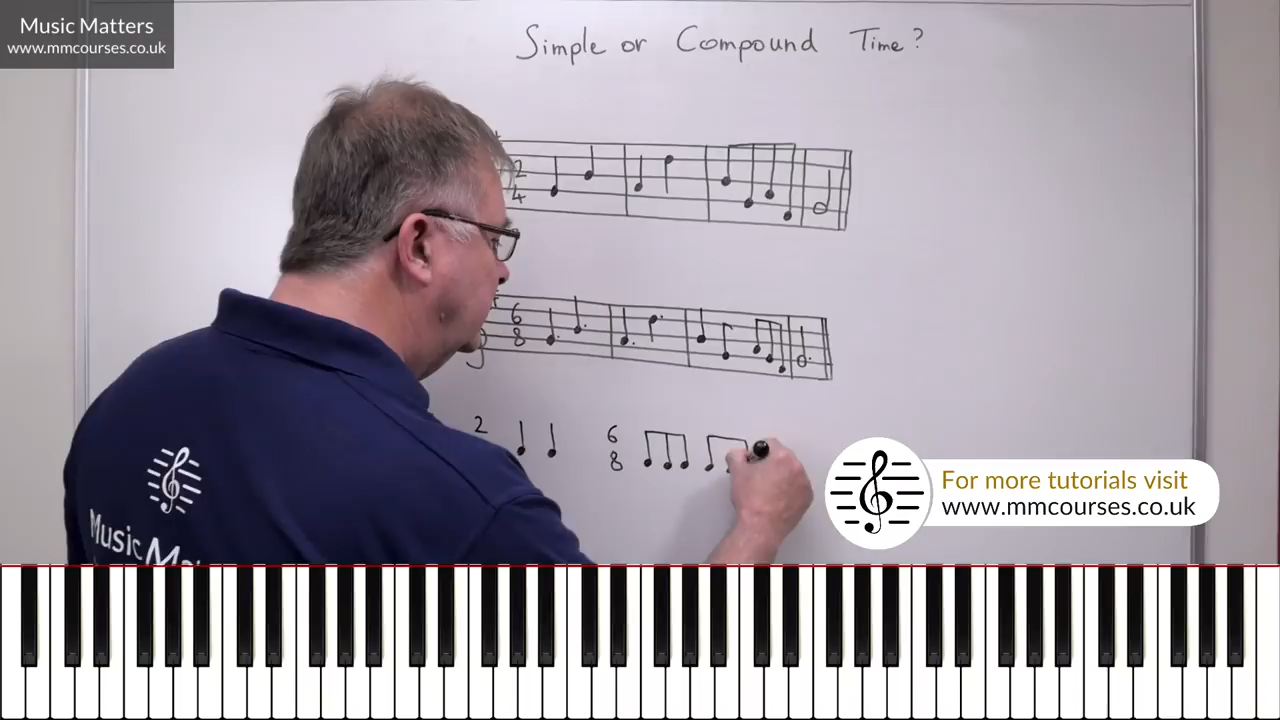 Music Matters
www.mmcourses.co.uk
Simple or Compound Time?
2
4
6
8
2
6
8
Music
For more tutorials visit
www.mmcourses.co.uk